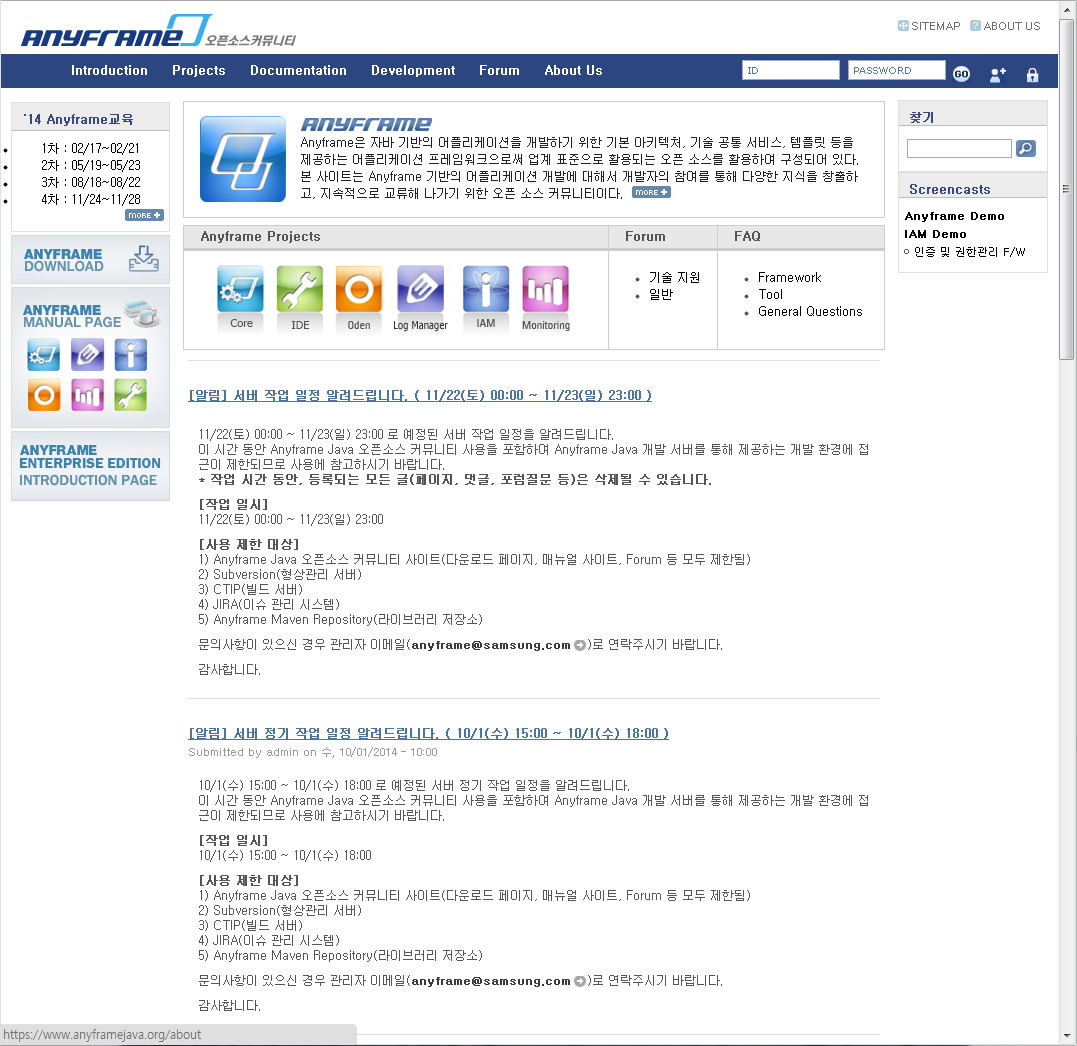 ANYFRAME 오픈소스커뮤니티
SITEMAP ABOUT US
Introduction Projects Documentation Development Forum About Us ID PASSWORD GO
'14 Anyframe교육
1차 : 02/17~02/21
2차 : 05/19~05/23
3차 : 08/18~08/22
4차 : 11/24~11/28
MORE +
ANYFRAME
DOWNLOAD
ANYFRAME
MANUAL PAGE
ANYFRAME
ENTERPRISE EDITION
INTRODUCTION PAGE
ANYFRAME
Anyframe은 자바 기반의 어플리케이션을 개발하기 위한 기본 아키텍처, 기술 공통 서비스, 템플릿 등을
제공하는 어플리케이션 프레임워크으로써 업계 표준으로 활용되는 오픈 소스를 활용하여 구성되어 있다.
본 사이트는 Anyframe 기반의 어플리케이션 개발에 대해서 개발자의 참여를 통해 다양한 지식을 창출하
고, 지속적으로 교류해 나가기 위한 오픈 소스 커뮤니티이다. MORE +
Anyframe Projects Forum FAQ
Core IDE Oden Log Manager IAM Monitoring
기술 지원
일반
Framework
Tool
General Questions
[알림] 서버 작업 일정 알려드립니다. ( 11/22(토) 00:00 ~ 11/23(일) 23:00 )
11/22(토) 00:00 ~ 11/23(일) 23:00 로 예정된 서버 작업 일정을 알려드립니다.
이 시간 동안 Anyframe Java 오픈소스 커뮤니티 사용을 포함하여 Anyframe Java 개발 서버를 통해 제공하는 개발 환경에 접
근이 제한되므로 사용에 참고하시기 바랍니다.
* 작업 시간 동안, 등록되는 모든 글(페이지, 댓글, 포럼질문 등)은 삭제될 수 있습니다.
[작업 일시]
11/22(토) 00:00 ~ 11/23(일) 23:00
[사용 제한 대상]
1) Anyframe Java 오픈소스 커뮤니티 사이트(다운로드 페이지, 매뉴얼 사이트, Forum 등 모두 제한됨)
2) Subversion(형상관리 서버)
3) CTIP(빌드 서버)
4) JIRA(이슈 관리 시스템)
5) Anyframe Maven Repository(라이브러리 저장소)
문의사항이 있으신 경우 관리자 이메일(anyframe@samsung.com)로 연락주시기 바랍니다.
감사합니다.
[알림] 서버 정기 작업 일정 알려드립니다. ( 10/1(수) 15:00 ~ 10/1(수) 18:00 )
Submitted by admin on 수, 10/01/2014 - 10:00
10/1(수) 15:00 ~ 10/1(수) 18:00 로 예정된 서버 정기 작업 일정을 알려드립니다.
이 시간 동안 Anyframe Java 오픈소스 커뮤니티 사용을 포함하여 Anyframe Java 개발 서버를 통해 제공하는 개발 환경에 접
근이 제한되므로 사용에 참고하시기 바랍니다.
[작업 일시]
10/1(수) 15:00 ~ 10/1(수) 18:00
[사용 제한 대상]
1) Anyframe Java 오픈소스 커뮤니티 사이트(다운로드 페이지, 매뉴얼 사이트, Forum 등 모두 제한됨)
2) Subversion(형상관리 서버)
3) CTIP(빌드 서버)
4) JIRA(이슈 관리 시스템)
5) Anyframe Maven Repository(라이브러리 저장소)
문의사항이 있으신 경우 관리자 이메일(anyframe@samsung.com)로 연락주시기 바랍니다.
감사합니다.
찾기
Screencasts
Anyframe Demo
IAM Demo
인증 및 권한관리 F/W
https://www.anyframejava.org/about